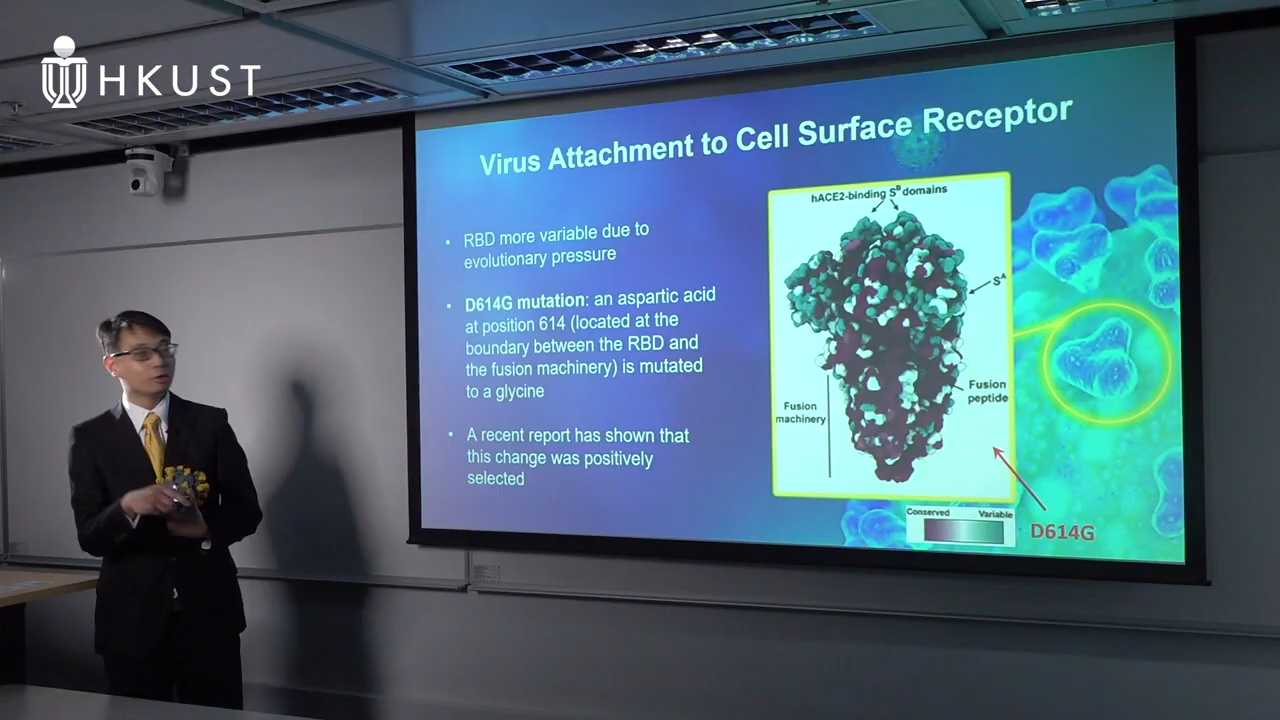 HKUST
Virus Attachment to Cell Surface Receptor
• RBD more variable due to
evolutionary pressure
• D614G mutation: an aspartic acid
at position 614 (located at the
boundary between the RBD and
the fusion machinery) is mutated
to a glycine
• A recent report has shown that
this change was positively
selected
hACE2-binding Sᴮ domains
Sᴬ
Fusion
peptide
Fusion
machinery
Conserved Variable
D614G